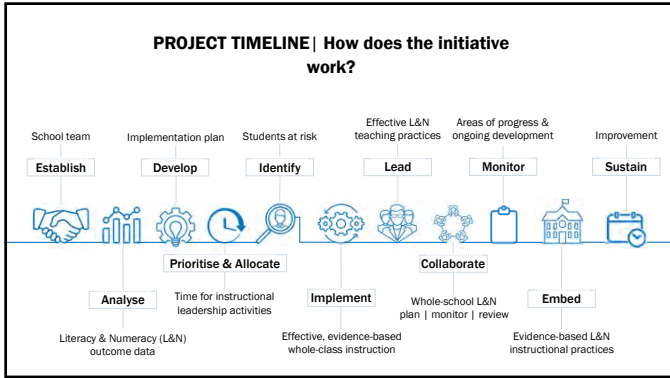 PROJECT TIMELINE| How does the initiative
work?
School team
Establish
Implementation plan
Develop
Students at risk
Identify
Effective L&N
teaching practices
Lead
Areas of progress &
ongoing development
Monitor
Improvement
Sustain
Analyse
Literacy & Numeracy (L&N)
outcome data
Prioritise & Allocate
Time for instructional
leadership activities
Implement
Effective, evidence-based
whole-class instruction
Collaborate
Whole-school L&N
plan | monitor | review
Embed
Evidence-based L&N
instructional practices